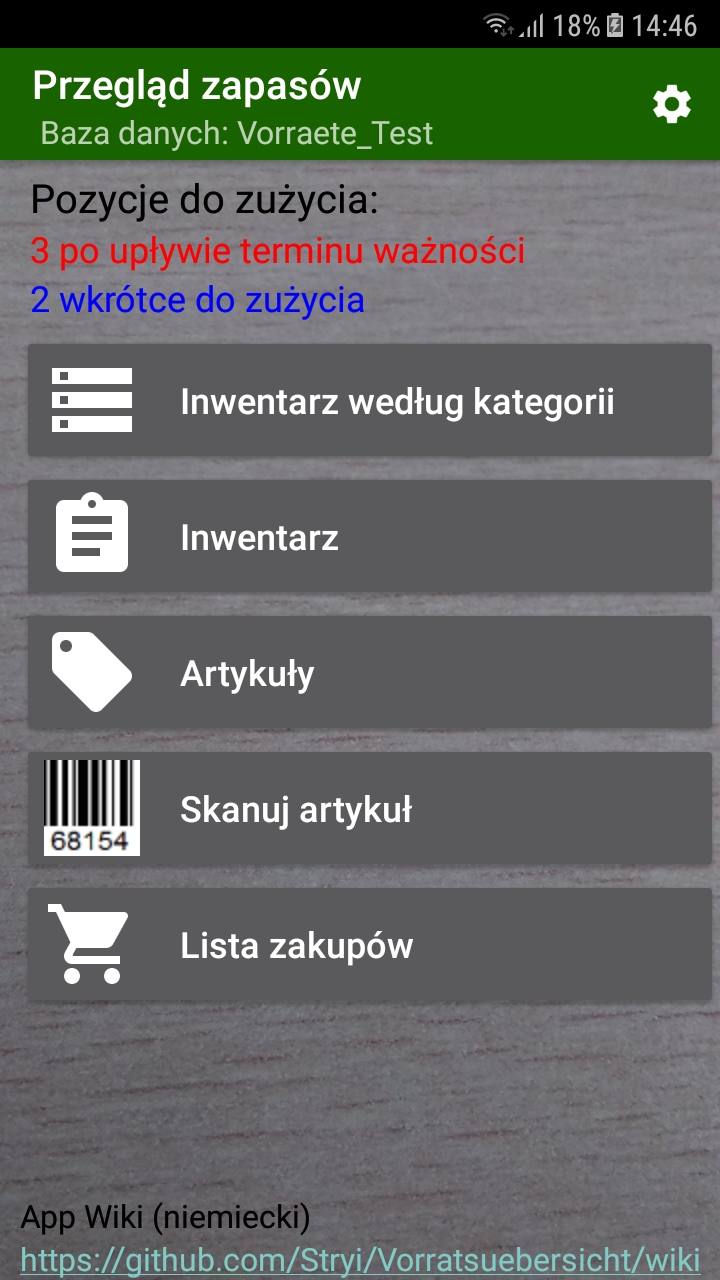 18% 14:46
Przegląd zapasów
Baza danych: Vorraete_Test
Pozycje do zużycia:
3 po upływie terminu ważności
2 wkrótce do zużycia
Inwentarz według kategorii
Inwentarz
Artykuły
68154
Skanuj artykuł
Lista zakupów
App Wiki (niemiecki)
https://github.com/Stryi/Vorratsuebersicht/wiki